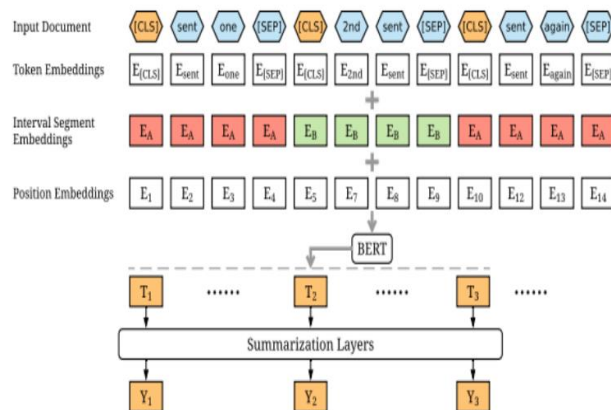 Input Document [CLS] sent one [SEP] [CLS] 2nd sent [SEP] [CLS] sent again [SEP]
Token Embeddings E[CLS] Esent Eone E[SEP] E[CLS] E2nd Esent E[SEP] E[CLS] Esent Eagain E[SEP]
+
Interval Segment
Embeddings EA EA EA EA EB EB EB EB EA EA EA EA
+
Position Embeddings E1 E2 E3 E4 E5 E7 E8 E9 E10 E12 E13 E14
BERT
T1 ...... T2 ...... T3 ......
Summarization Layers
Y1 Y2 Y3